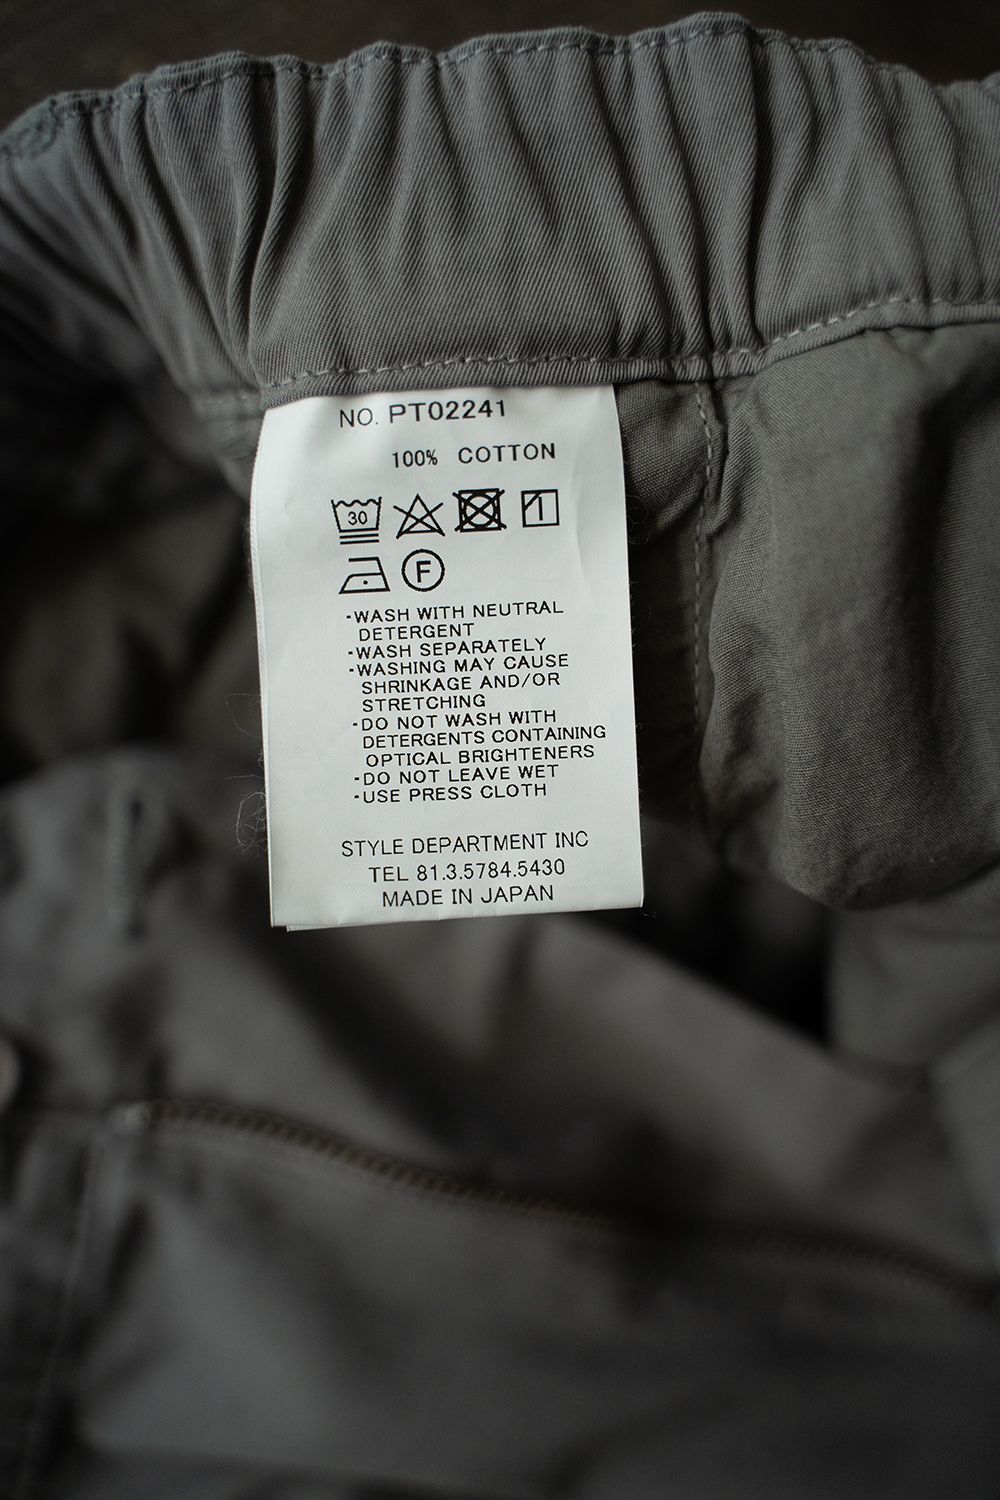 NO. PT02241
100% COTTON
30
F
-WASH WITH NEUTRAL
DETERGENT
-WASH SEPARATELY
-WASHING MAY CAUSE
SHRINKAGE AND/OR
STRETCHING
-DO NOT WASH WITH
DETERGENTS CONTAINING
OPTICAL BRIGHTENERS
-DO NOT LEAVE WET
-USE PRESS CLOTH
STYLE DEPARTMENT INC
TEL 81.3.5784.5430
MADE IN JAPAN